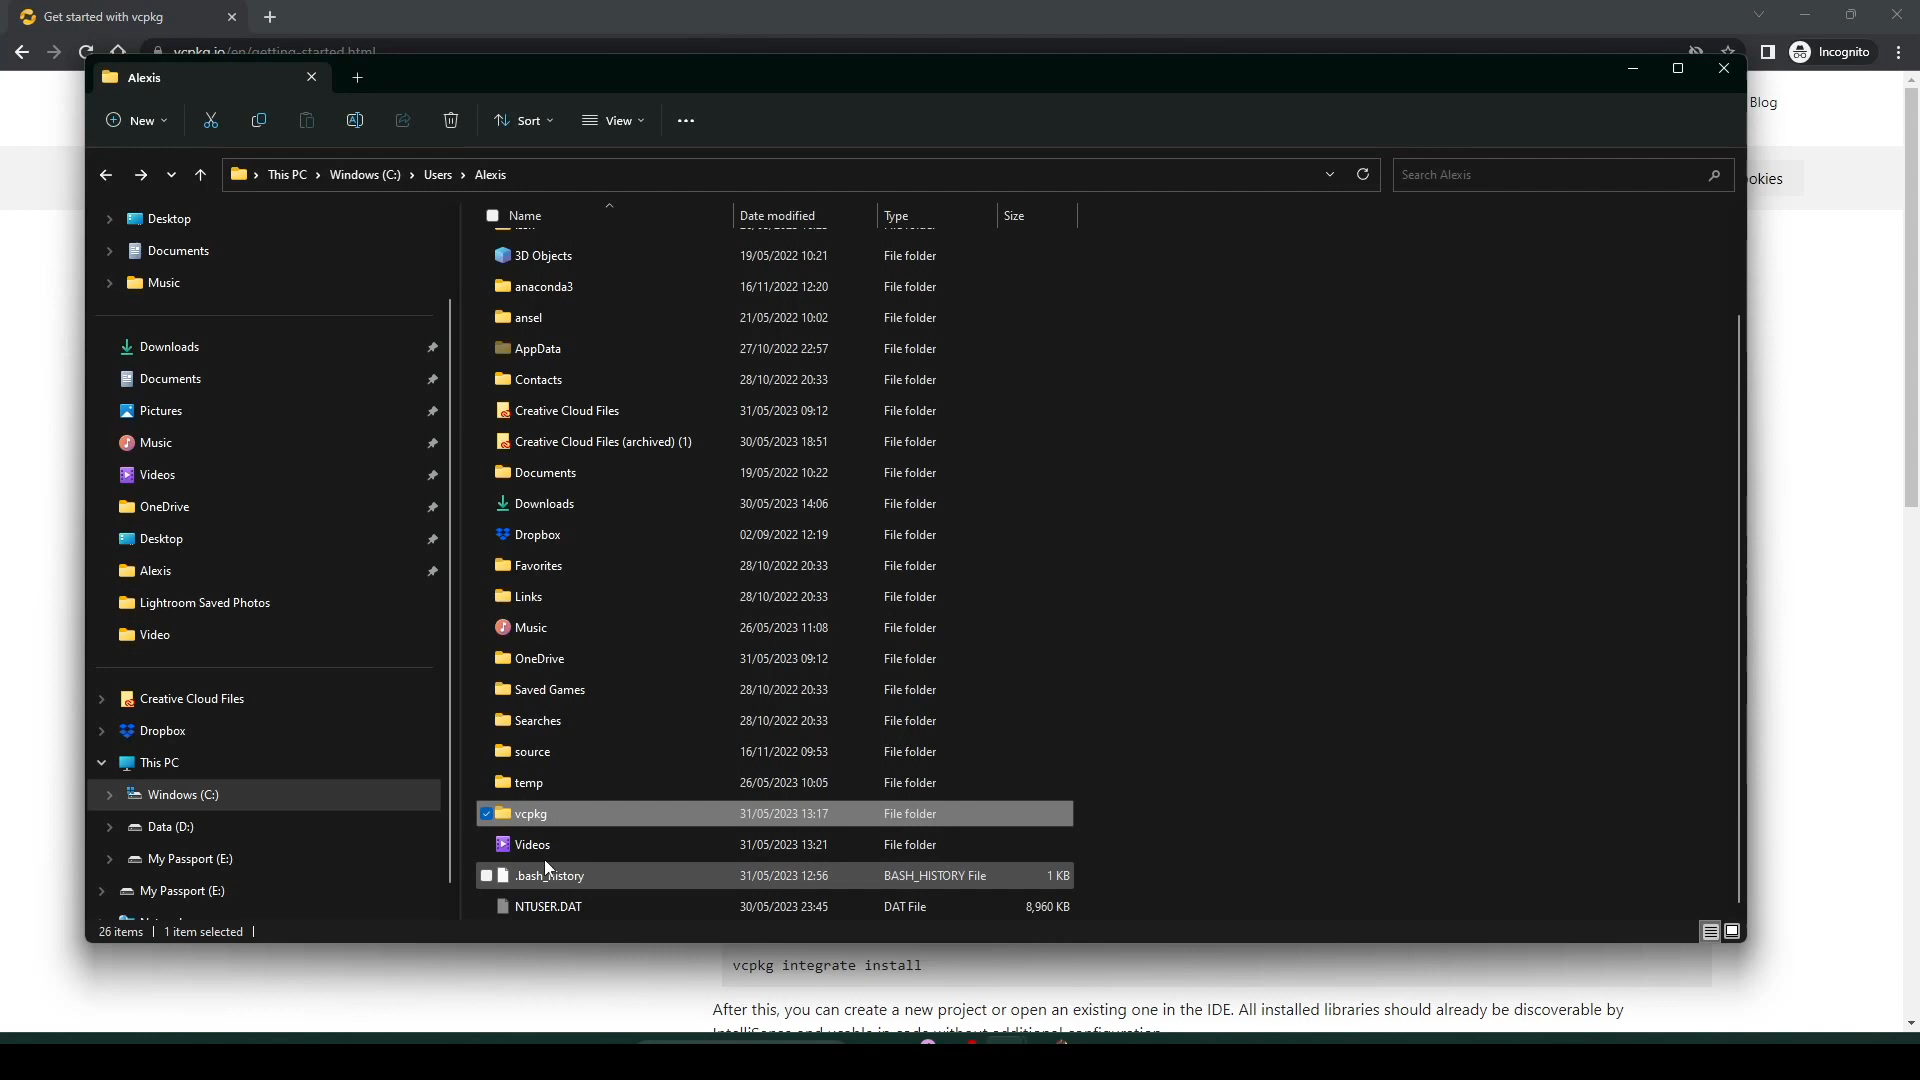 Get started with vcpkg
vcpkg.io/en/getting-started.html
Incognito
Alexis
Blog
New
Sort
View
This PC > Windows (C:) > Users > Alexis
Search Alexis
ookies
Name Date modified Type Size
Desktop
Documents
Music
Downloads
Documents
Pictures
Music
Videos
OneDrive
Desktop
Alexis
Lightroom Saved Photos
Video
Creative Cloud Files
Dropbox
This PC
Windows (C:)
Data (D:)
My Passport (E:)
My Passport (E:)
3D Objects 19/05/2022 10:21 File folder
anaconda3 16/11/2022 12:20 File folder
ansel 21/05/2022 10:02 File folder
AppData 27/10/2022 22:57 File folder
Contacts 28/10/2022 20:33 File folder
Creative Cloud Files 31/05/2023 09:12 File folder
Creative Cloud Files (archived) (1) 30/05/2023 18:51 File folder
Documents 19/05/2022 10:22 File folder
Downloads 30/05/2023 14:06 File folder
Dropbox 02/09/2022 12:19 File folder
Favorites 28/10/2022 20:33 File folder
Links 28/10/2022 20:33 File folder
Music 26/05/2023 11:08 File folder
OneDrive 31/05/2023 09:12 File folder
Saved Games 28/10/2022 20:33 File folder
Searches 28/10/2022 20:33 File folder
source 16/11/2022 09:53 File folder
temp 26/05/2023 10:05 File folder
vcpkg 31/05/2023 13:17 File folder
Videos 31/05/2023 13:21 File folder
.bash_history 31/05/2023 12:56 BASH_HISTORY File 1 KB
NTUSER.DAT 30/05/2023 23:45 DAT File 8,960 KB
26 items 1 item selected
vcpkg integrate install
After this, you can create a new project or open an existing one in the IDE. All installed libraries should already be discoverable by